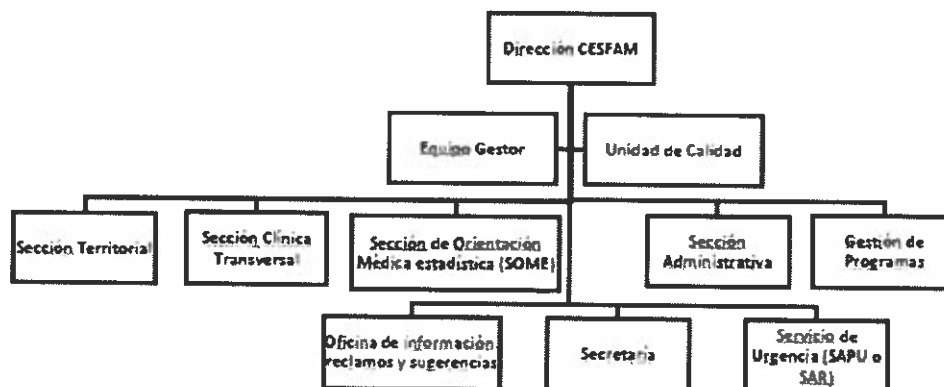 Dirección CESFAM
Equipo Gestor
Unidad de Calidad
Sección Territorial
Sección Clínica
Transversal
Sección de Orientación
Médica estadística (SOME)
Sección
Administrativa
Gestión de
Programas
Oficina de información,
reclamos y sugerencias
Secretaria
Servicio de
Urgencia (SAPU o
SAR)